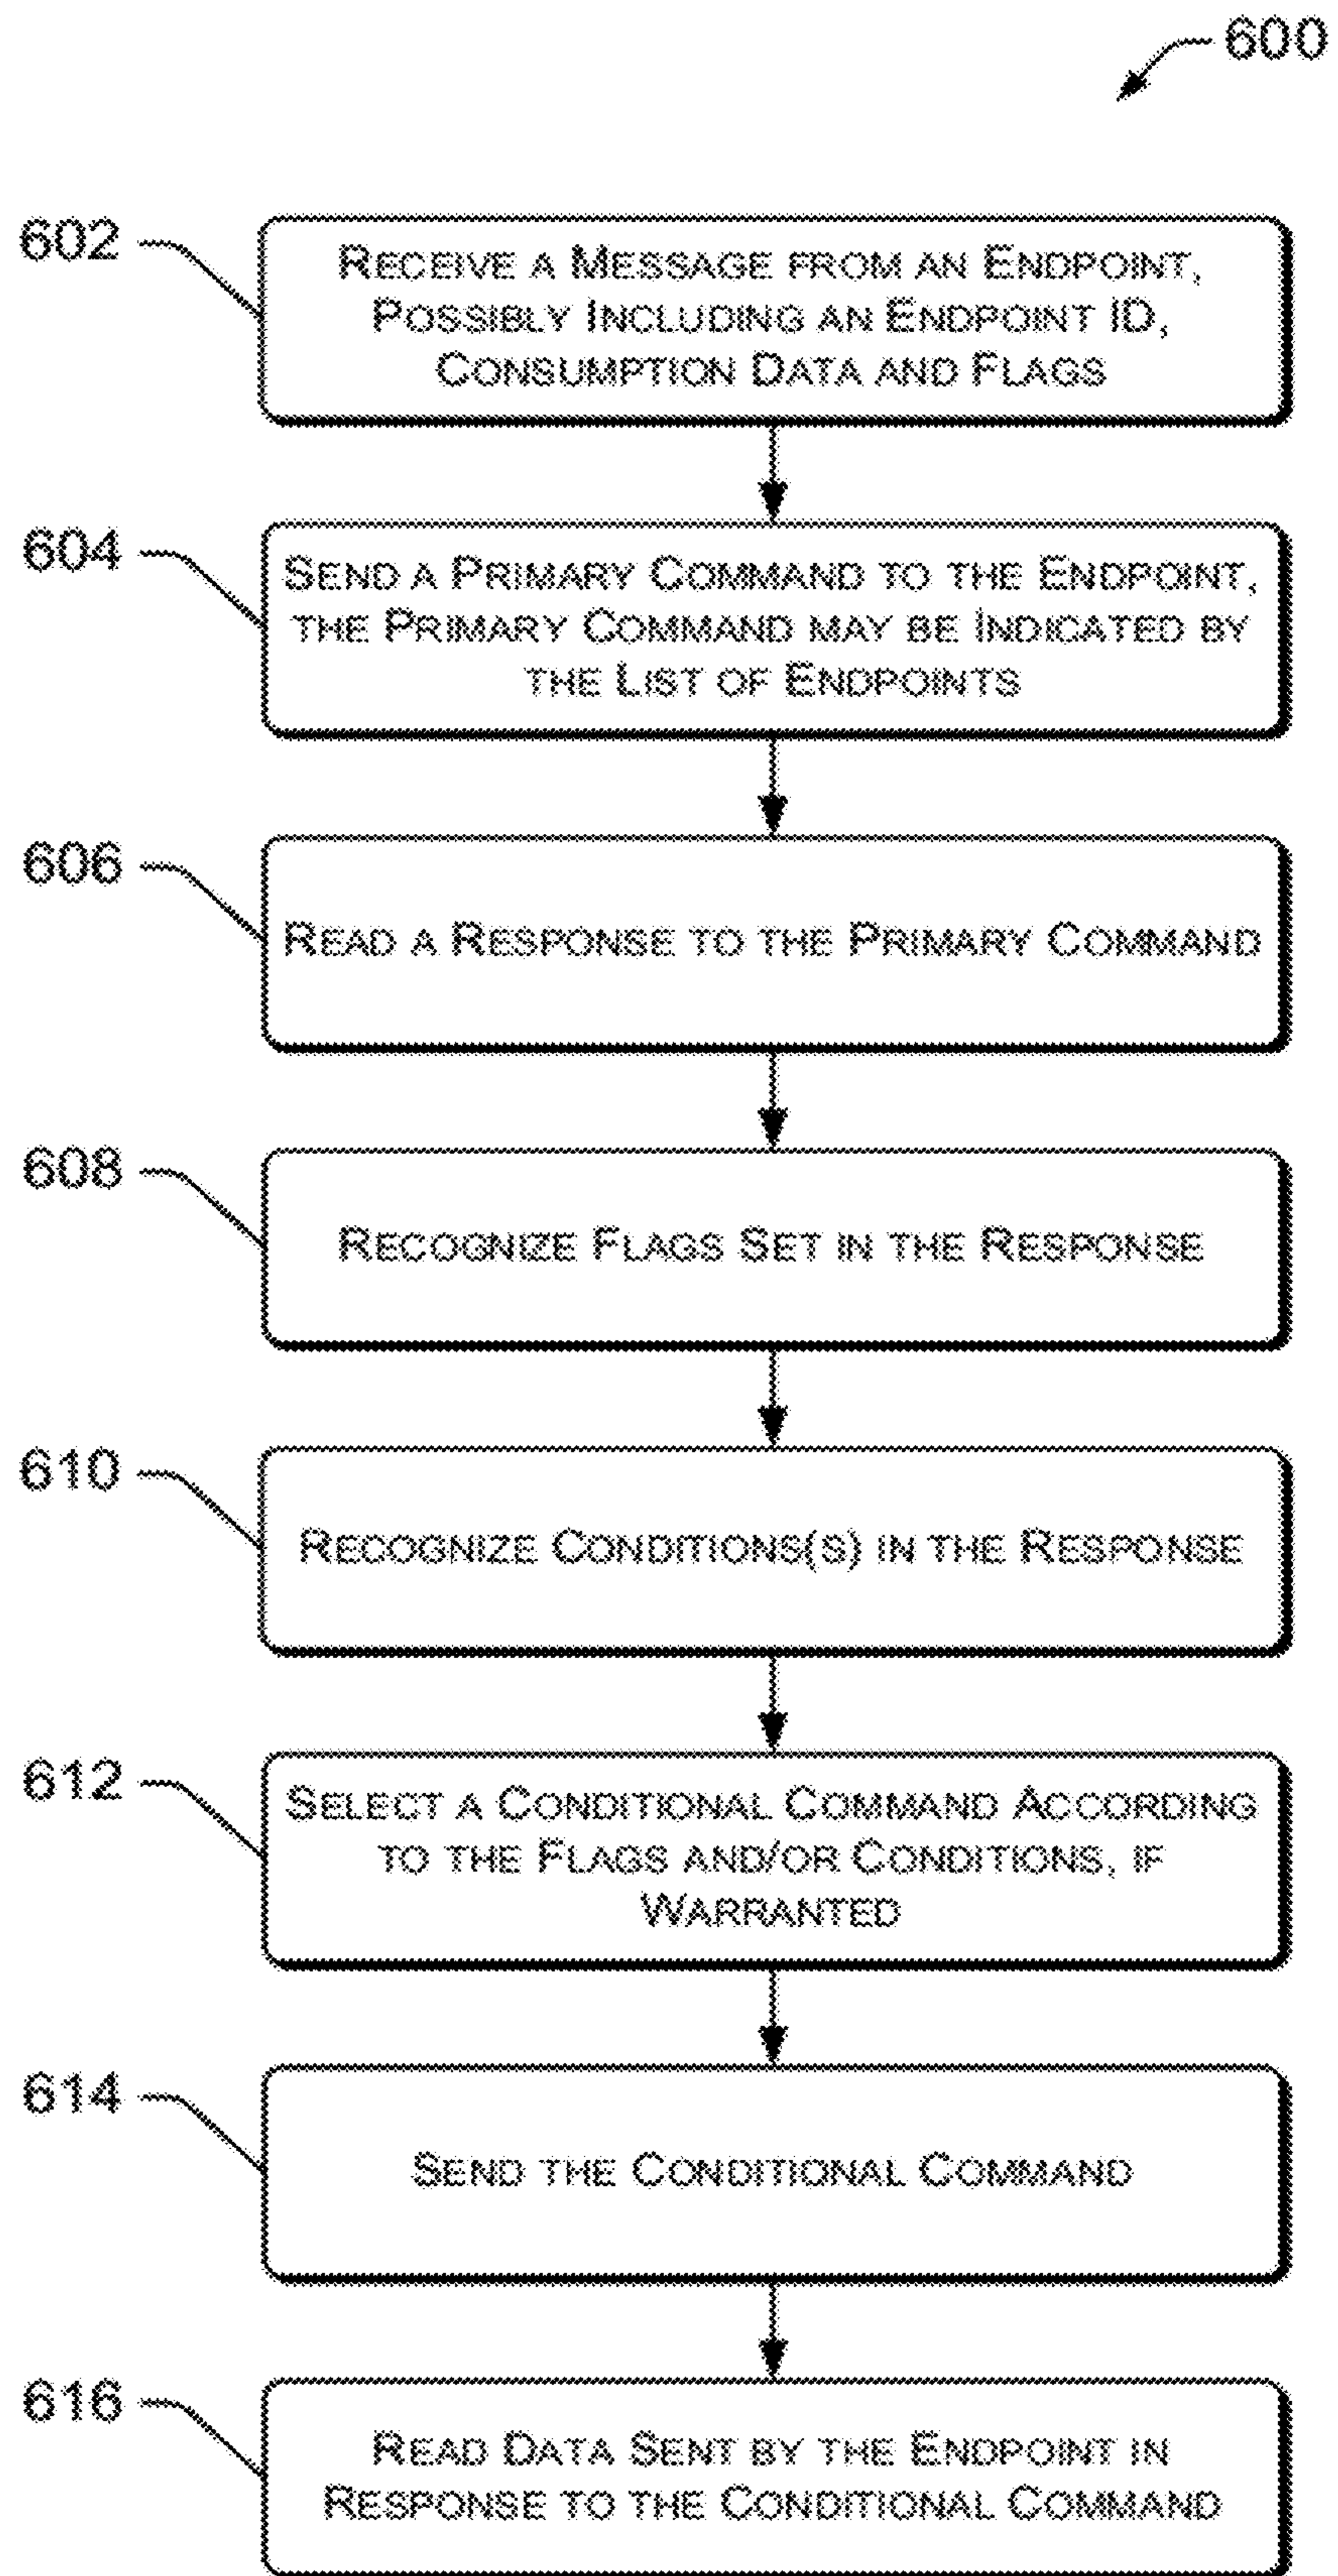 600
602
RECEIVE A MESSAGE FROM AN ENDPOINT,
POSSIBLY INCLUDING AN ENDPOINT ID,
CONSUMPTION DATA AND FLAGS
604
SEND A PRIMARY COMMAND TO THE ENDPOINT,
THE PRIMARY COMMAND MAY BE INDICATED BY
THE LIST OF ENDPOINTS
606
READ A RESPONSE TO THE PRIMARY COMMAND
608
RECOGNIZE FLAGS SET IN THE RESPONSE
610
RECOGNIZE CONDITIONS(S) IN THE RESPONSE
612
SELECT A CONDITIONAL COMMAND ACCORDING
TO THE FLAGS AND/OR CONDITIONS, IF
WARRANTED
614
SEND THE CONDITIONAL COMMAND
616
READ DATA SENT BY THE ENDPOINT IN
RESPONSE TO THE CONDITIONAL COMMAND